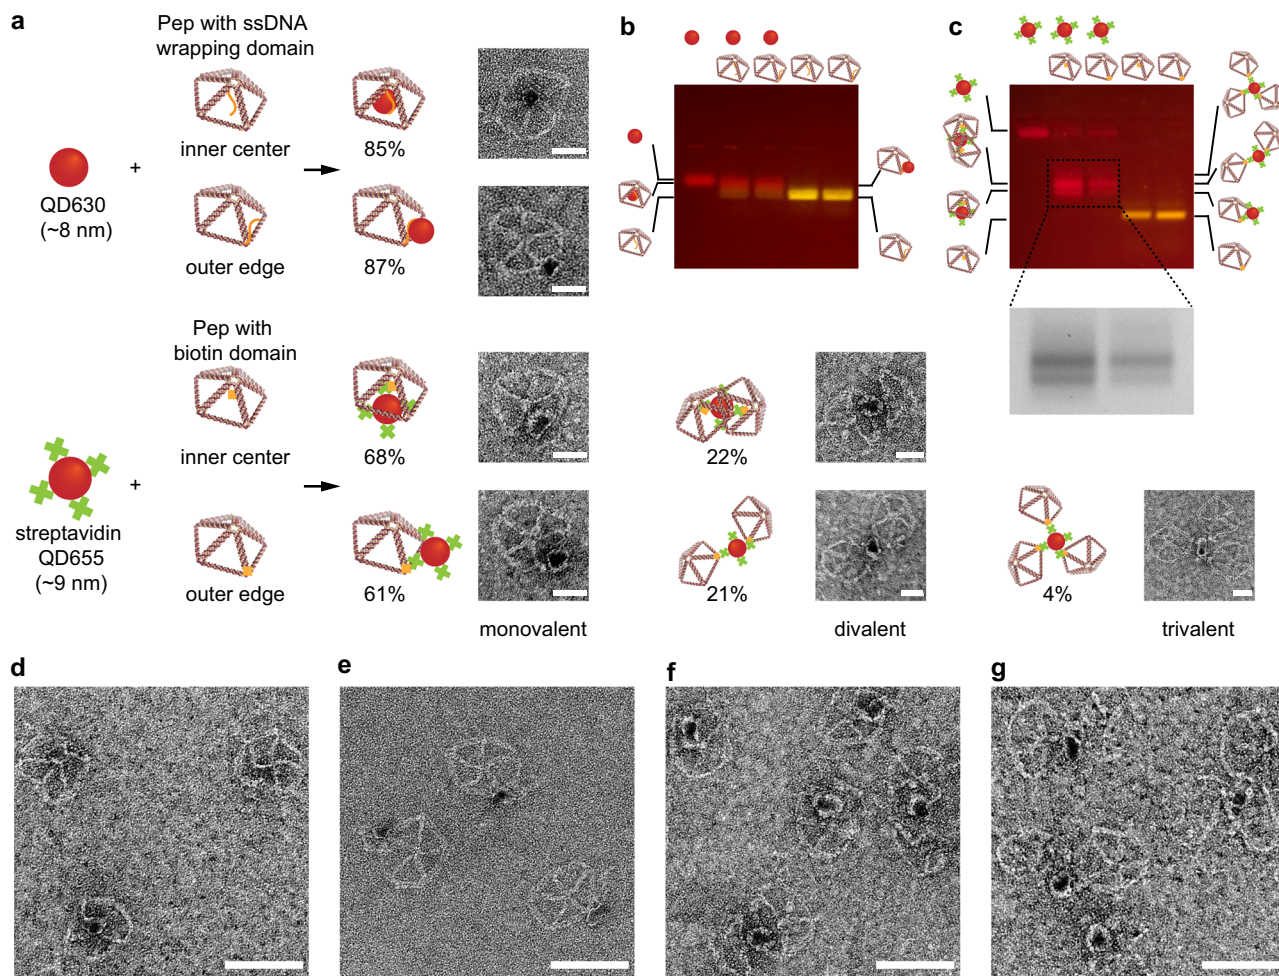 a
Pep with ssDNA
wrapping domain
b
c
inner center
85%
+
QD630
(~8 nm)
outer edge
87%
Pep with
biotin domain
inner center
68%
22%
+
streptavidin
QD655
(~9 nm)
outer edge
61%
21%
4%
monovalent
divalent
trivalent
d
e
f
g